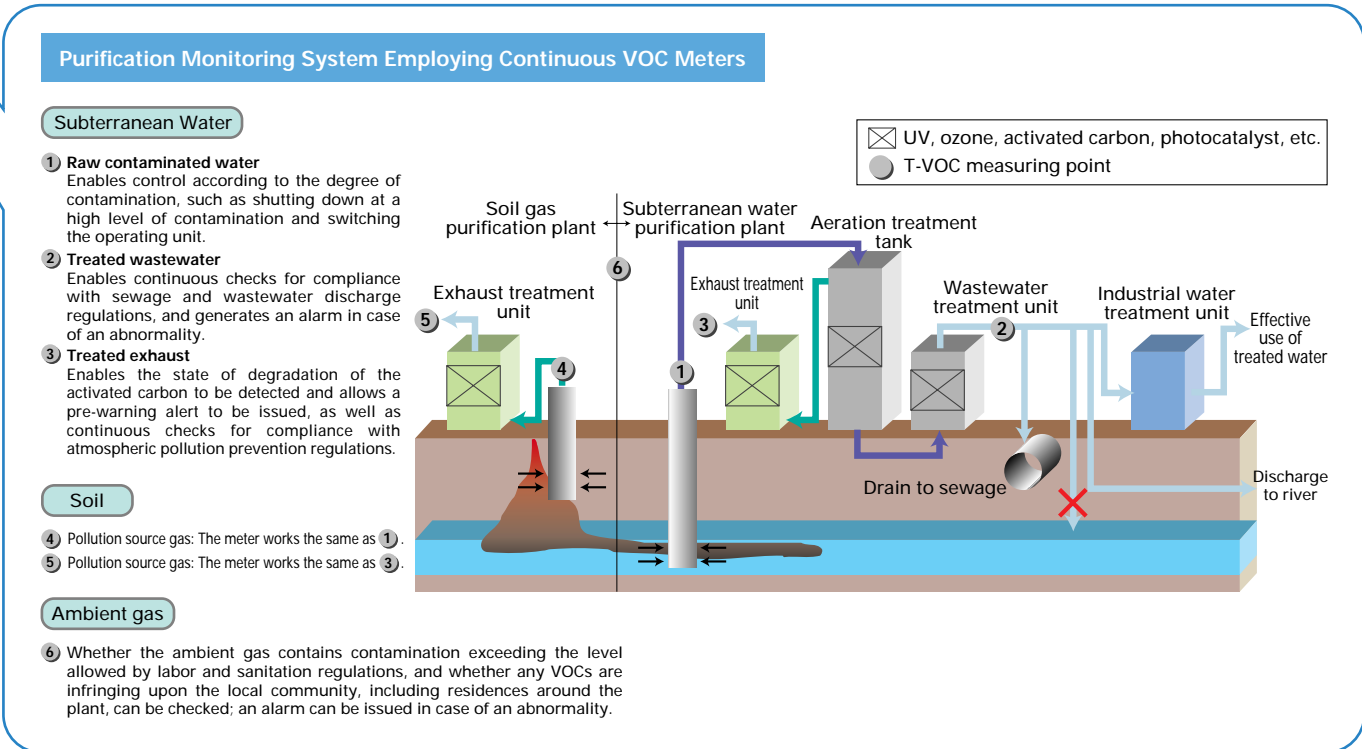 Purification Monitoring System Employing Continuous VOC Meters
Subterranean Water
1 Raw contaminated water
Enables control according to the degree of
contamination, such as shutting down at a
high level of contamination and switching
the operating unit.
2 Treated wastewater
Enables continuous checks for compliance
with sewage and wastewater discharge
regulations, and generates an alarm in case
of an abnormality.
3 Treated exhaust
Enables the state of degradation of the
activated carbon to be detected and allows a
pre-warning alert to be issued, as well as
continuous checks for compliance with
atmospheric pollution prevention regulations.
Soil
4 Pollution source gas: The meter works the same as 1.
5 Pollution source gas: The meter works the same as 3.
Ambient gas
6 Whether the ambient gas contains contamination exceeding the level
allowed by labor and sanitation regulations, and whether any VOCs are
infringing upon the local community, including residences around the
plant, can be checked; an alarm can be issued in case of an abnormality.
UV, ozone, activated carbon, photocatalyst, etc.
T-VOC measuring point
Soil gas
purification plant
Subterranean water
purification plant
6
Aeration treatment
tank
Exhaust treatment
unit
5
4
Exhaust treatment
unit
3
1
Wastewater
treatment unit
2
Industrial water
treatment unit
Effective
use of
treated water
Drain to sewage
Discharge
to river